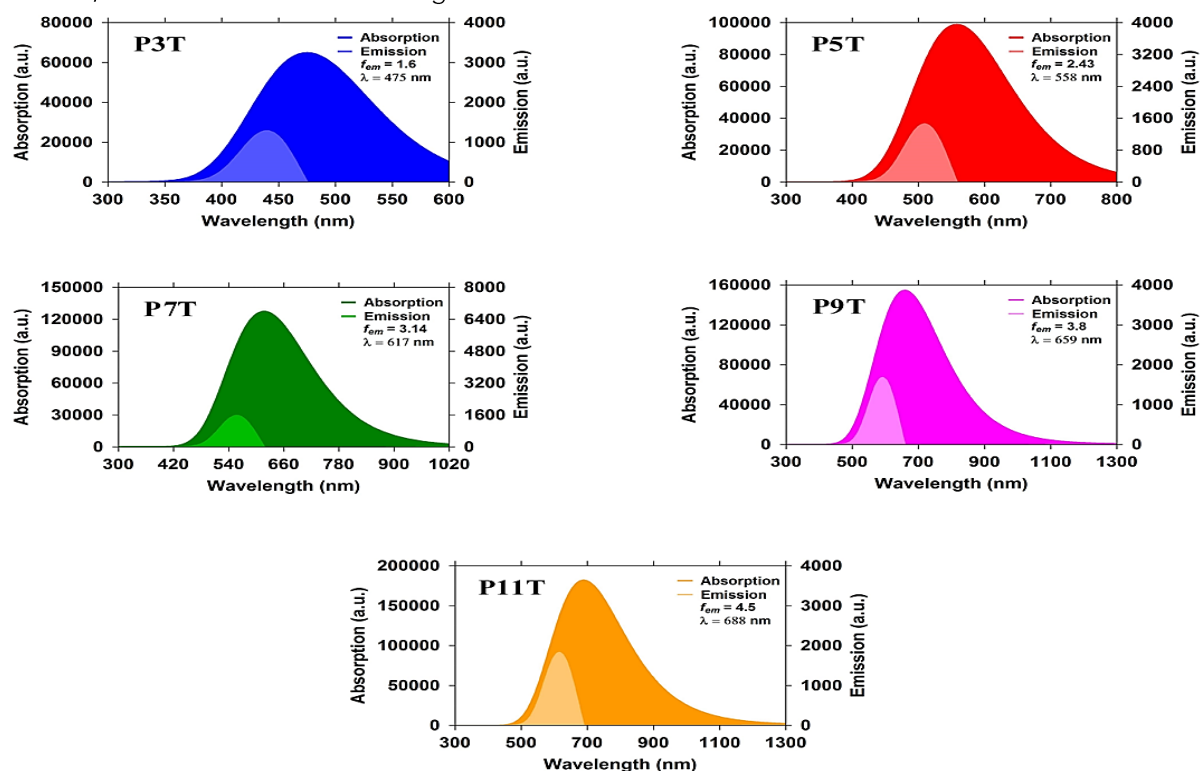 P3T
Absorption
Emission
fem = 1.6
λ = 475 nm
80000
60000
40000
20000
0
4000
3000
2000
1000
0
300 350 400 450 500 550 600
Absorption (a.u.)
Emission (a.u.)
Wavelength (nm)
P5T
Absorption
Emission
fem = 2.43
λ = 558 nm
100000
80000
60000
40000
20000
0
4000
3200
2400
1600
800
0
300 400 500 600 700 800
Absorption (a.u.)
Emission (a.u.)
Wavelength (nm)
P7T
Absorption
Emission
fem = 3.14
λ = 617 nm
150000
120000
90000
60000
30000
0
8000
6400
4800
3200
1600
0
300 420 540 660 780 900 1020
Absorption (a.u.)
Emission (a.u.)
Wavelength (nm)
P9T
Absorption
Emission
fem = 3.8
λ = 659 nm
160000
120000
80000
40000
0
4000
3000
2000
1000
0
300 500 700 900 1100 1300
Absorption (a.u.)
Emission (a.u.)
Wavelength (nm)
P11T
Absorption
Emission
fem = 4.5
λ = 688 nm
200000
150000
100000
50000
0
4000
3000
2000
1000
0
300 500 700 900 1100 1300
Absorption (a.u.)
Emission (a.u.)
Wavelength (nm)